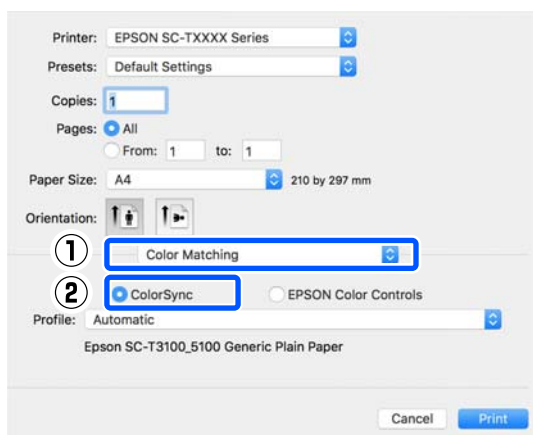 Printer: EPSON SC-TXXXX Series
Presets: Default Settings
Copies: 1
Pages: All
From: 1 to: 1
Paper Size: A4 210 by 297 mm
Orientation:
① Color Matching
② ColorSync EPSON Color Controls
Profile: Automatic
Epson SC-T3100_5100 Generic Plain Paper
Cancel Print